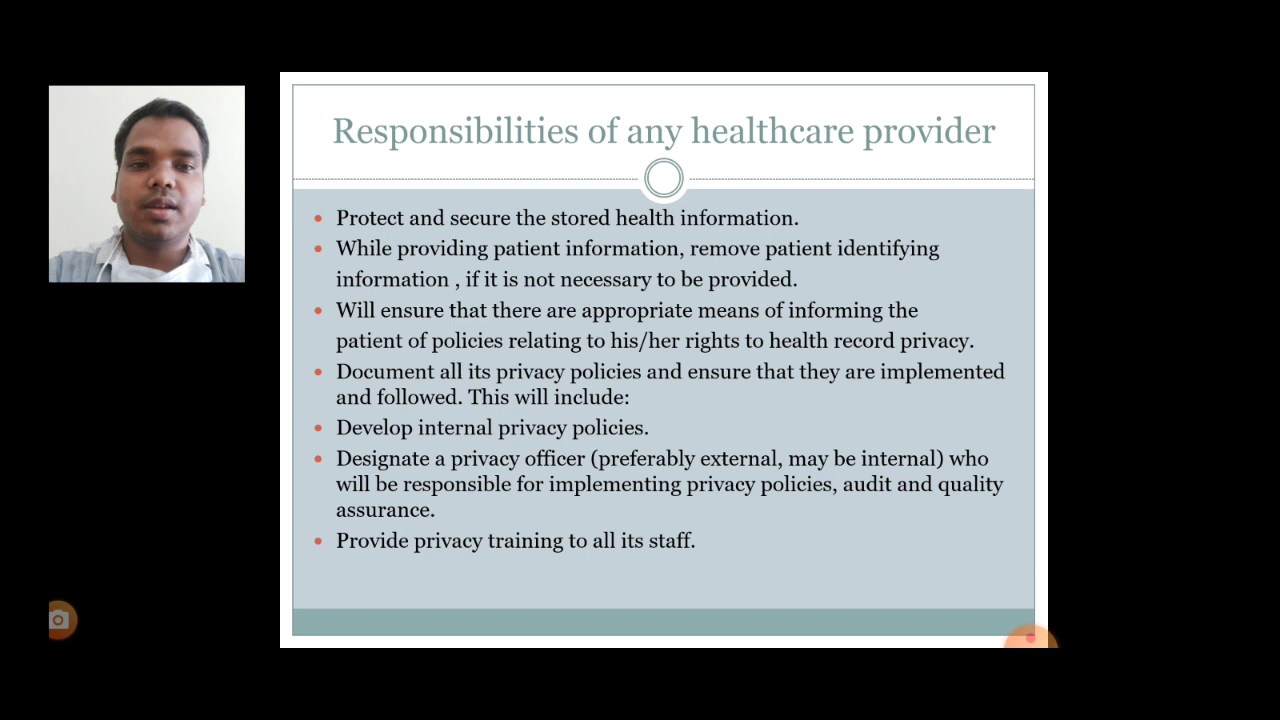 Responsibilities of any healthcare provider
• Protect and secure the stored health information.
• While providing patient information, remove patient identifying
information , if it is not necessary to be provided.
• Will ensure that there are appropriate means of informing the
patient of policies relating to his/her rights to health record privacy.
• Document all its privacy policies and ensure that they are implemented
and followed. This will include:
• Develop internal privacy policies.
• Designate a privacy officer (preferably external, may be internal) who
will be responsible for implementing privacy policies, audit and quality
assurance.
• Provide privacy training to all its staff.